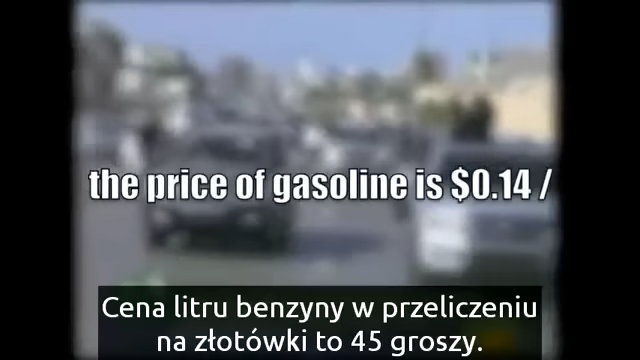 the price of gasoline is $0.14 /
Cena litru benzyny w przeliczeniu
na złotówki to 45 groszy.